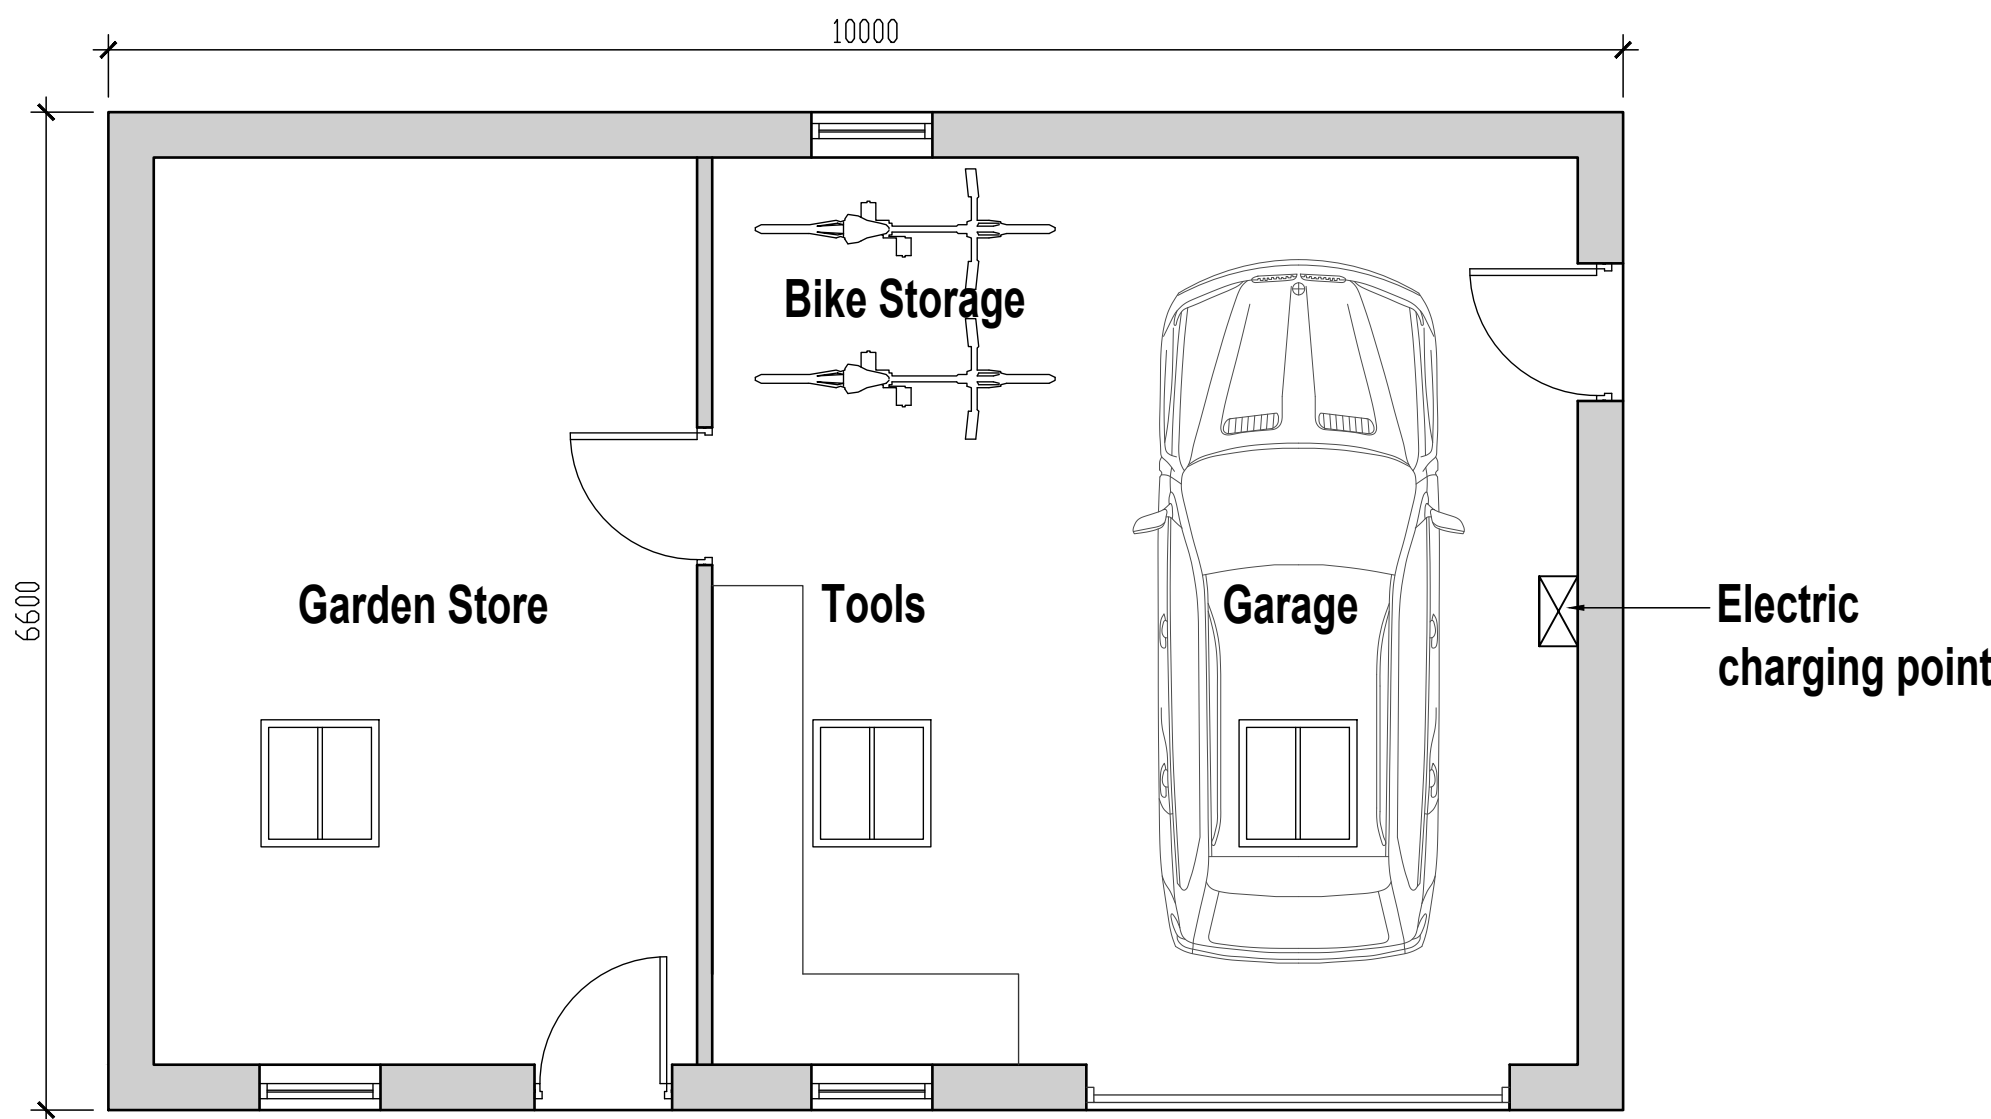 10000
6600
Bike Storage
Garden Store
Tools
Garage
Electric
charging point